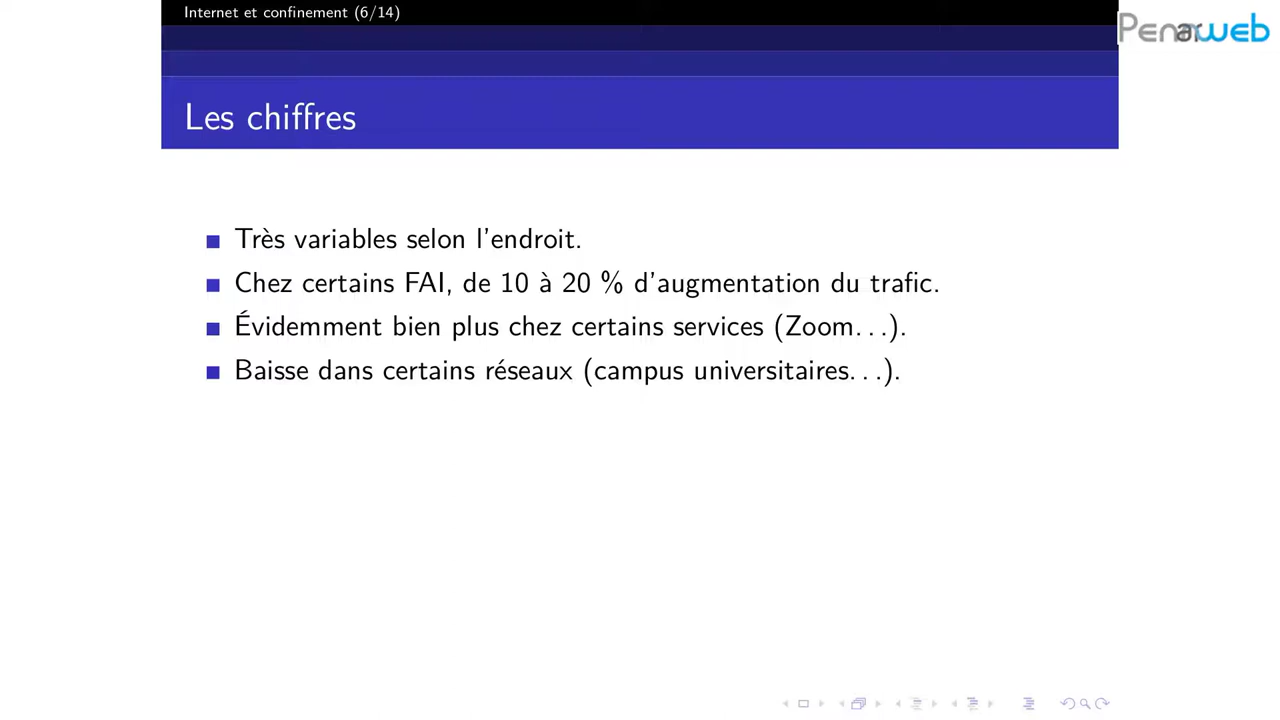 Internet et confinement (6/14)
Penarweb
Les chiffres
Très variables selon l'endroit.
Chez certains FAI, de 10 à 20 % d'augmentation du trafic.
Évidemment bien plus chez certains services (Zoom...).
Baisse dans certains réseaux (campus universitaires...).